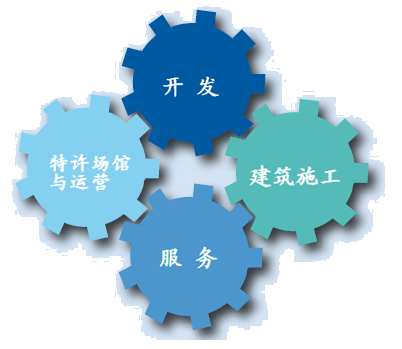 开 发
特许场馆
与运营
建筑施工
服 务